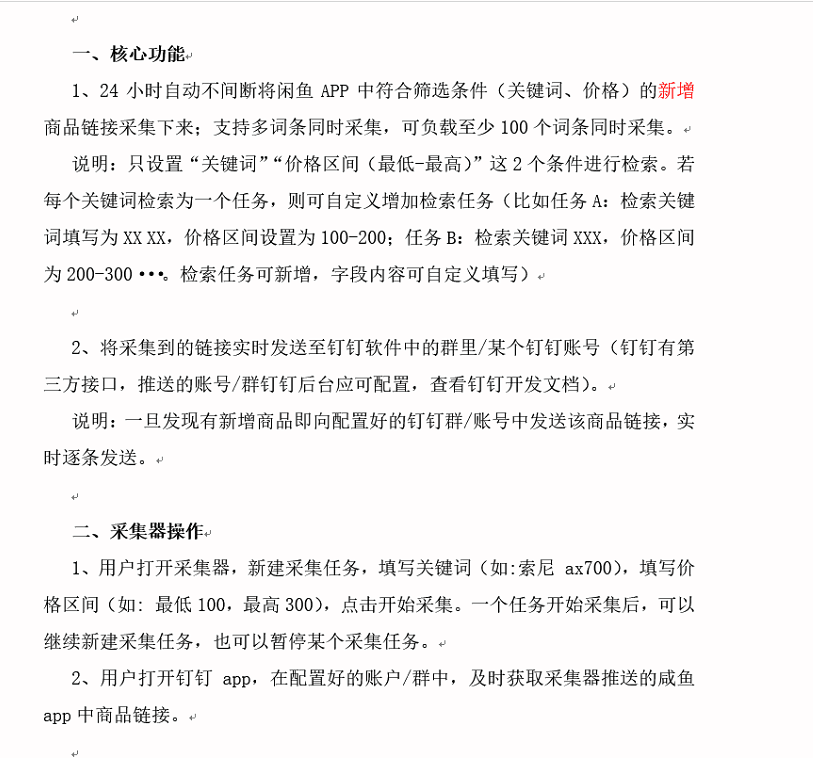 一、核心功能
1、24 小时自动不间断将闲鱼 APP 中符合筛选条件（关键词、价格）的新增
商品链接采集下来；支持多词条同时采集，可负载至少 100 个词条同时采集。
说明：只设置“关键词”“价格区间（最低-最高）”这 2 个条件进行检索。若
每个关键词检索为一个任务，则可自定义增加检索任务（比如任务 A：检索关键
词填写为 XX XX，价格区间设置为 100-200；任务 B：检索关键词 XXX，价格区间
为 200-300 •••。检索任务可新增，字段内容可自定义填写）
2、将采集到的链接实时发送至钉钉软件中的群里/某个钉钉账号（钉钉有第
三方接口，推送的账号/群钉钉后台应可配置，查看钉钉开发文档）。
说明：一旦发现有新增商品即向配置好的钉钉群/账号中发送该商品链接，实
时逐条发送。
二、采集器操作
1、用户打开采集器，新建采集任务，填写关键词（如:索尼 ax700），填写价
格区间（如: 最低 100，最高 300），点击开始采集。一个任务开始采集后，可以
继续新建采集任务，也可以暂停某个采集任务。
2、用户打开钉钉 app，在配置好的账户/群中，及时获取采集器推送的咸鱼
app 中商品链接。